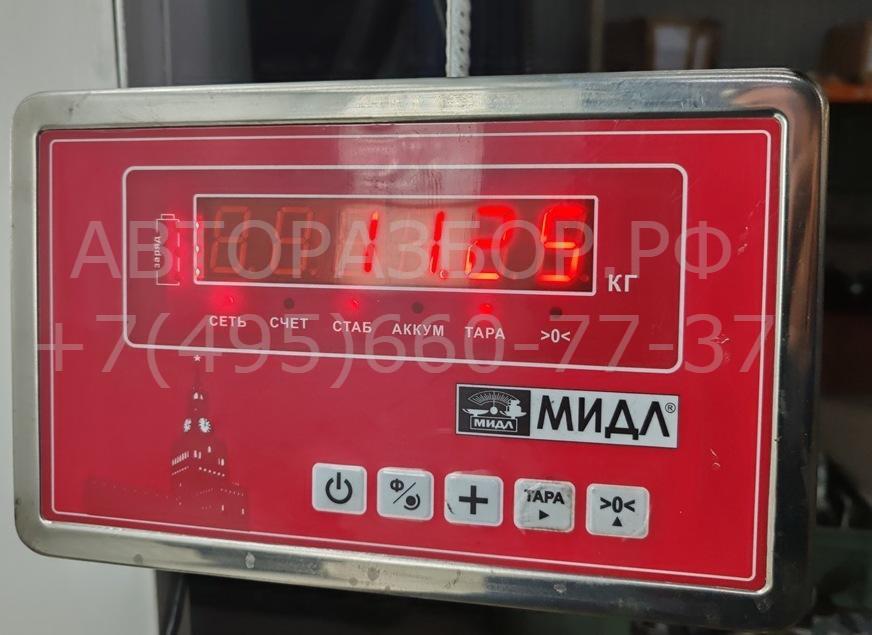 АВТОРАЗБОР.РФ
+7(495)660-77-37
заряд
11.25
КГ
СЕТЬ СЧЕТ СТАБ АККУМ ТАРА >0<
МИДЛ МИДЛ®
Ф ТАРА >0<